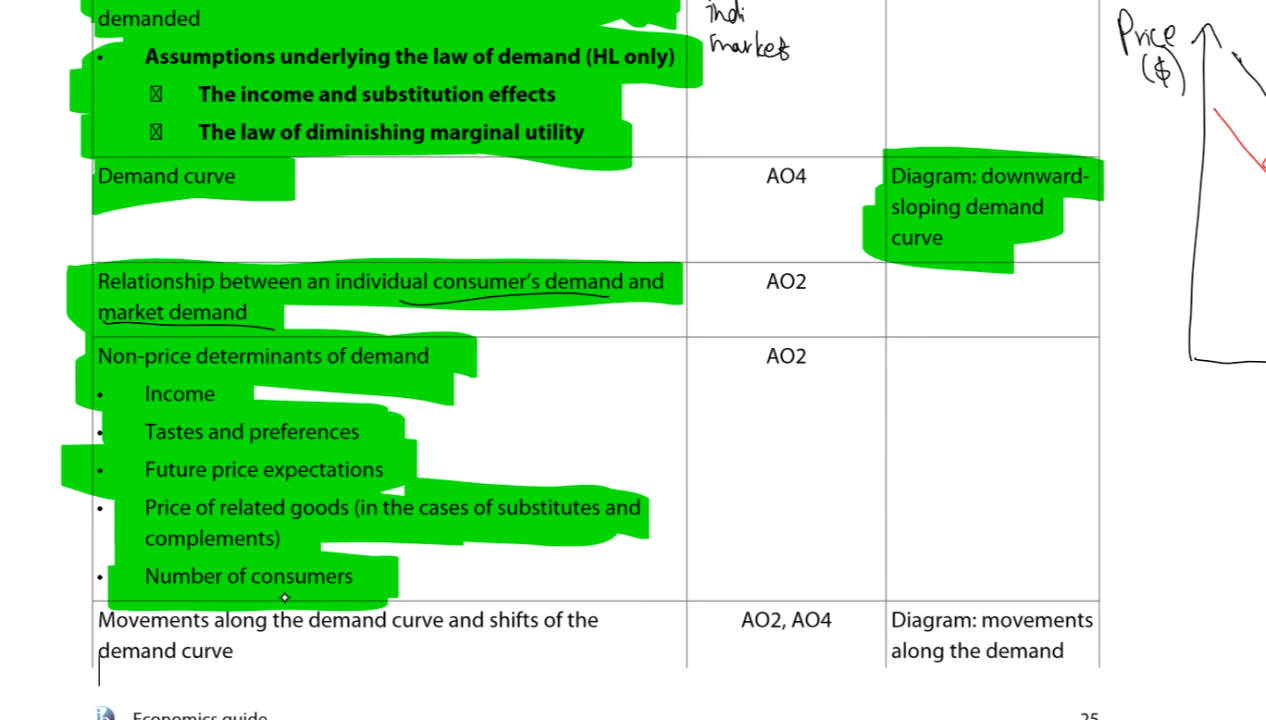 demanded
indi
market
Price
($)
• Assumptions underlying the law of demand (HL only)
The income and substitution effects
The law of diminishing marginal utility
Demand curve
AO4
Diagram: downward-
sloping demand
curve
Relationship between an individual consumer's demand and
market demand
AO2
Non-price determinants of demand
AO2
• Income
• Tastes and preferences
• Future price expectations
• Price of related goods (in the cases of substitutes and
complements)
• Number of consumers
Movements along the demand curve and shifts of the
demand curve
AO2, AO4
Diagram: movements
along the demand
Economics guide
25